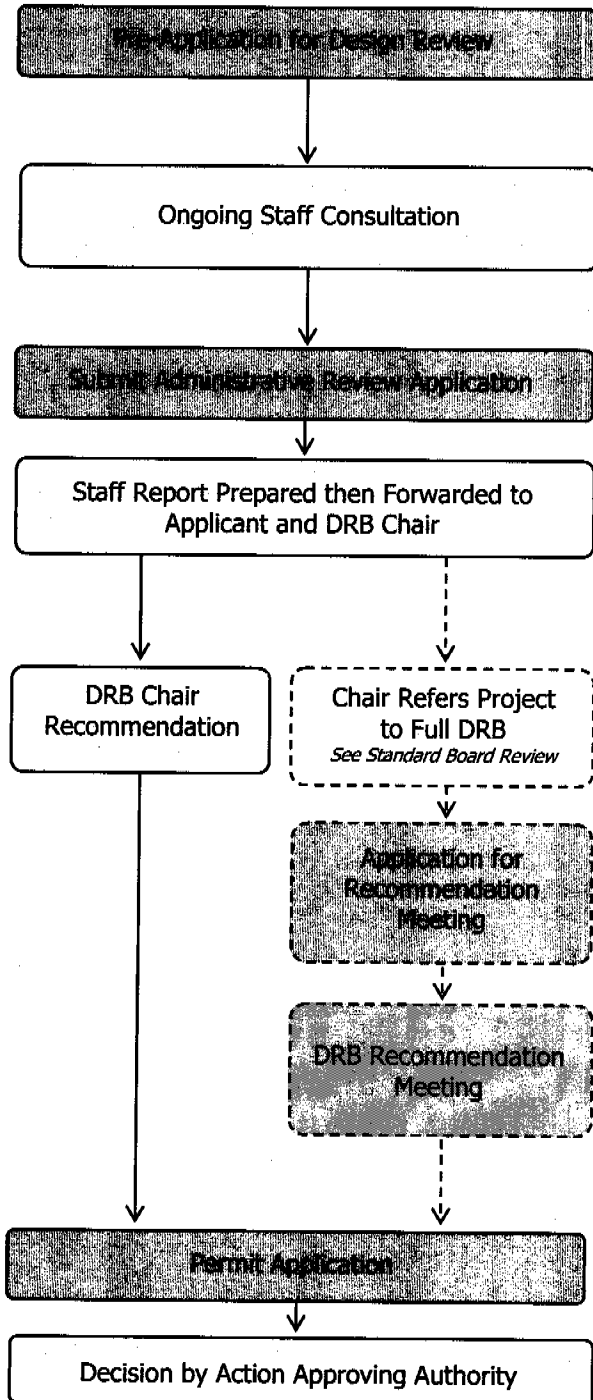 Pre-Application for Design Review
Ongoing Staff Consultation
Submit Administrative Review Application
Staff Report Prepared then Forwarded to
Applicant and DRB Chair
DRB Chair
Recommendation
Chair Refers Project
to Full DRB
See Standard Board Review
Application for
Recommendation
Meeting
DRB Recommendation
Meeting
Permit Application
Decision by Action Approving Authority